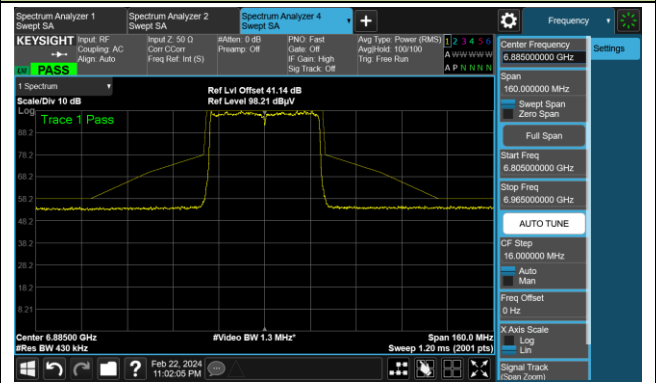 Spectrum Analyzer 1
Swept SA
Spectrum Analyzer 2
Swept SA
Spectrum Analyzer 4
Swept SA
Frequency
KEYSIGHT
Input: RF
Coupling: AC
Align: Auto
Input Z: 50 Ω
Corr CCorr
Freq Ref: Int (S)
#Atten: 0 dB
Preamp: Off
PNO: Fast
Gate: Off
IF Gain: High
Sig Track: Off
Avg Type: Power (RMS)
Avg|Hold: 100/100
Trig: Free Run
1 2 3 4 5 6
A W W W W W
A P N N N N
LXI
PASS
1 Spectrum
Scale/Div 10 dB
Ref Lvl Offset 41.14 dB
Ref Level 98.21 dBµV
Log
Trace 1 Pass
88.2
78.2
68.2
58.2
48.2
38.2
28.2
18.2
8.21
Center 6.88500 GHz
#Res BW 430 kHz
#Video BW 1.3 MHz*
Span 160.0 MHz
Sweep 1.20 ms (2001 pts)
Center Frequency
6.885000000 GHz
Settings
Span
160.000000 MHz
Swept Span
Zero Span
Full Span
Start Freq
6.805000000 GHz
Stop Freq
6.965000000 GHz
AUTO TUNE
CF Step
16.000000 MHz
Auto
Man
Freq Offset
0 Hz
X Axis Scale
Log
Lin
Signal Track
(Span Zoom)
Feb 22, 2024
11:02:05 PM